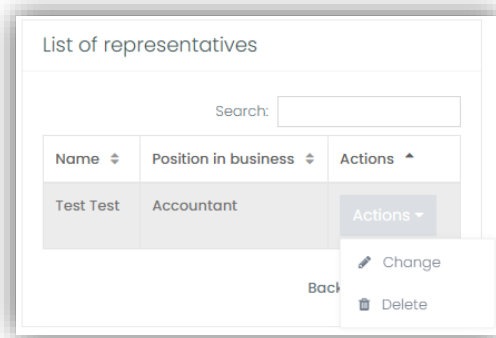 List of representatives
Search:
Name Position in business Actions
Test Test Accountant Actions
Change
Back
Delete